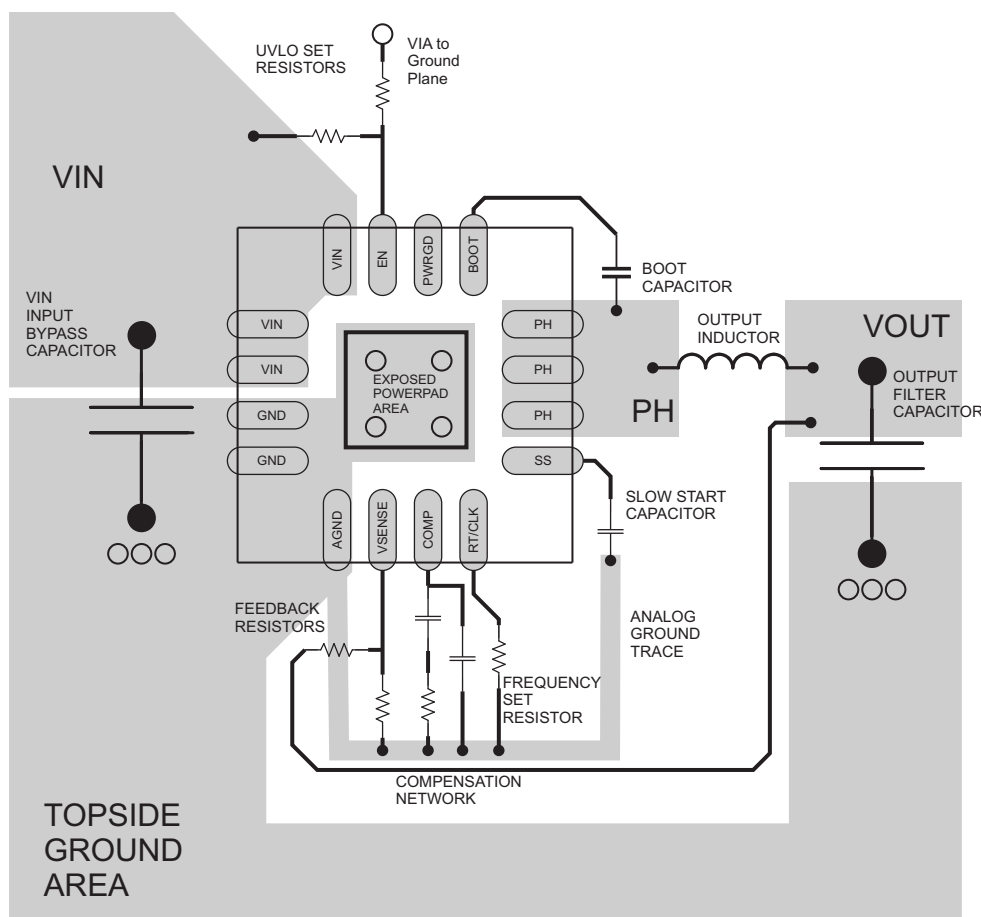 UVLO SET
RESISTORS
VIA to
Ground
Plane
VIN
VIN
EN
PWRGD
BOOT
BOOT
CAPACITOR
VIN
INPUT
BYPASS
CAPACITOR
VIN
VIN
GND
GND
EXPOSED
POWERPAD
AREA
PH
PH
PH
SS
PH
OUTPUT
INDUCTOR
VOUT
OUTPUT
FILTER
CAPACITOR
SLOW START
CAPACITOR
AGND
VSENSE
COMP
RT/CLK
FEEDBACK
RESISTORS
ANALOG
GROUND
TRACE
FREQUENCY
SET
RESISTOR
COMPENSATION
NETWORK
TOPSIDE
GROUND
AREA